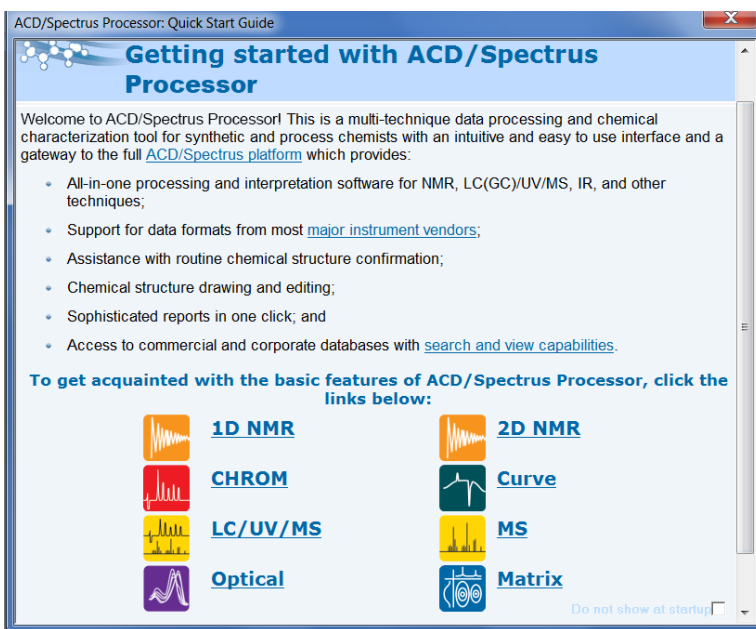 ACD/Spectrus Processor: Quick Start Guide
Getting started with ACD/Spectrus
Processor
Welcome to ACD/Spectrus Processor! This is a multi-technique data processing and chemical
characterization tool for synthetic and process chemists with an intuitive and easy to use interface and a
gateway to the full ACD/Spectrus platform which provides:
All-in-one processing and interpretation software for NMR, LC(GC)/UV/MS, IR, and other
techniques;
Support for data formats from most major instrument vendors;
Assistance with routine chemical structure confirmation;
Chemical structure drawing and editing;
Sophisticated reports in one click; and
Access to commercial and corporate databases with search and view capabilities.
To get acquainted with the basic features of ACD/Spectrus Processor, click the
links below:
1D NMR
2D NMR
CHROM
Curve
LC/UV/MS
MS
Optical
Matrix
Do not show at startup